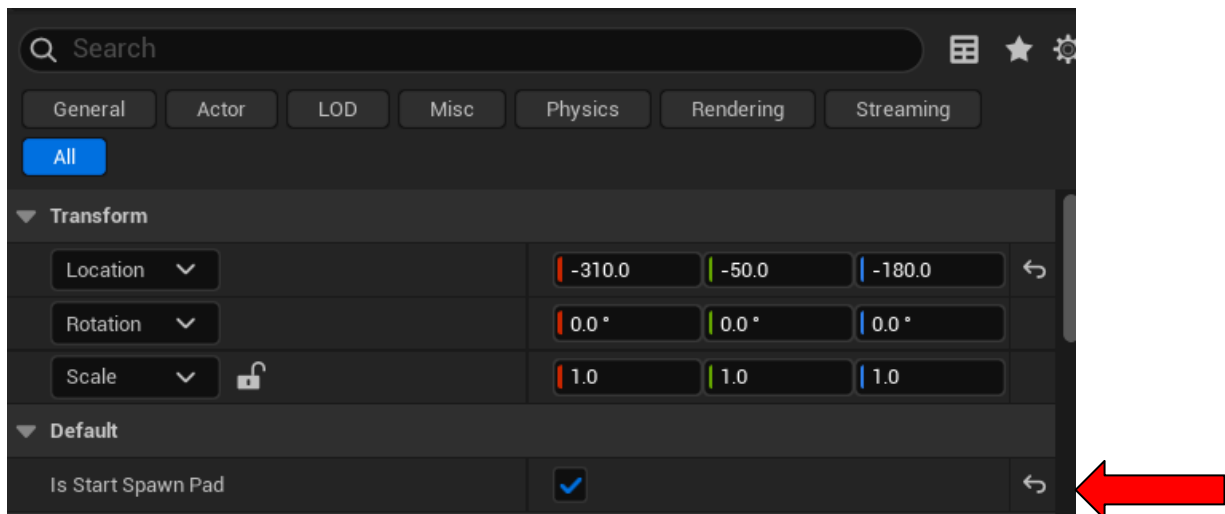 Search
General Actor LOD Misc Physics Rendering Streaming
All
Transform
Location -310.0 -50.0 -180.0
Rotation 0.0 ° 0.0 ° 0.0 °
Scale 1.0 1.0 1.0
Default
Is Start Spawn Pad